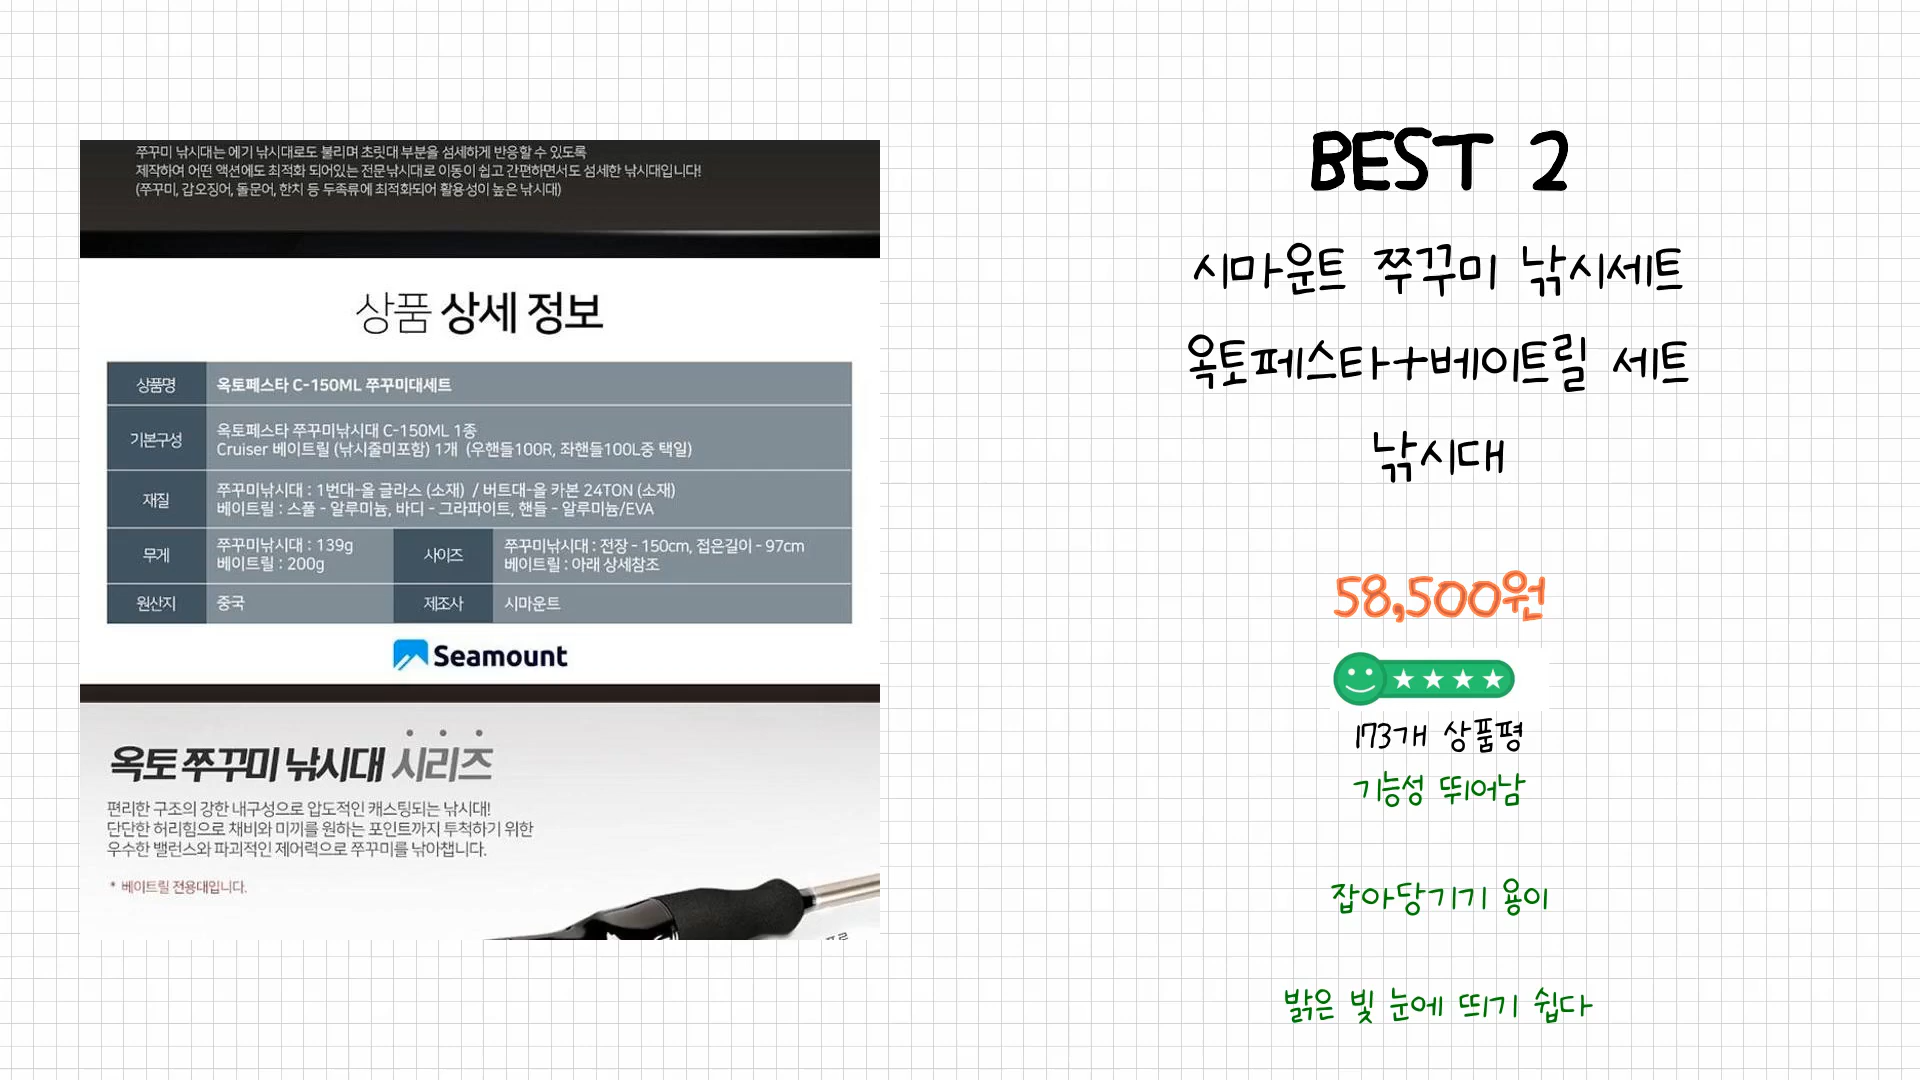 쭈꾸미 낚시대는 에기 낚시대로도 불리며 초릿대 부분을 섬세하게 반응할 수 있도록
제작하여 어떤 액션에도 최적화 되어있는 전문낚시대로 이동이 쉽고 간편하면서도 섬세한 낚시대입니다!
(쭈꾸미, 갑오징어, 돌문어, 한치 등 두족류에 최적화되어 활용성이 높은 낚시대)
상품 상세 정보
상품명 옥토페스타 C-150ML 쭈꾸미대세트
기본구성 옥토페스타 쭈꾸미낚시대 C-150ML 1종
Cruiser 베이트릴 (낚시줄미포함) 1개 (우핸들100R, 좌핸들100L중 택일)
재질 쭈꾸미낚시대 : 1번대-올 글라스 (소재) / 버트대-올 카본 24TON (소재)
베이트릴 : 스풀 - 알루미늄, 바디 - 그라파이트, 핸들 - 알루미늄/EVA
무게 쭈꾸미낚시대 : 139g 사이즈 쭈꾸미낚시대 : 전장 - 150cm, 접은길이 - 97cm
베이트릴 : 200g 베이트릴 : 아래 상세참조
원산지 중국 제조사 시마운트
Seamount
옥토 쭈꾸미 낚시대 시리즈
편리한 구조의 강한 내구성으로 압도적인 캐스팅되는 낚시대!
단단한 허리힘으로 채비와 미끼를 원하는 포인트까지 투척하기 위한
우수한 밸런스와 파괴적인 제어력으로 쭈꾸미를 낚아챕니다.
* 베이트릴 전용대입니다.
BEST 2
시마운트 쭈꾸미 낚시세트
옥토페스타+베이트릴 세트
낚시대
58,500원
173개 상품평
기능성 뛰어남
잡아당기기 용이
밝은 빛 눈에 띄기 쉽다